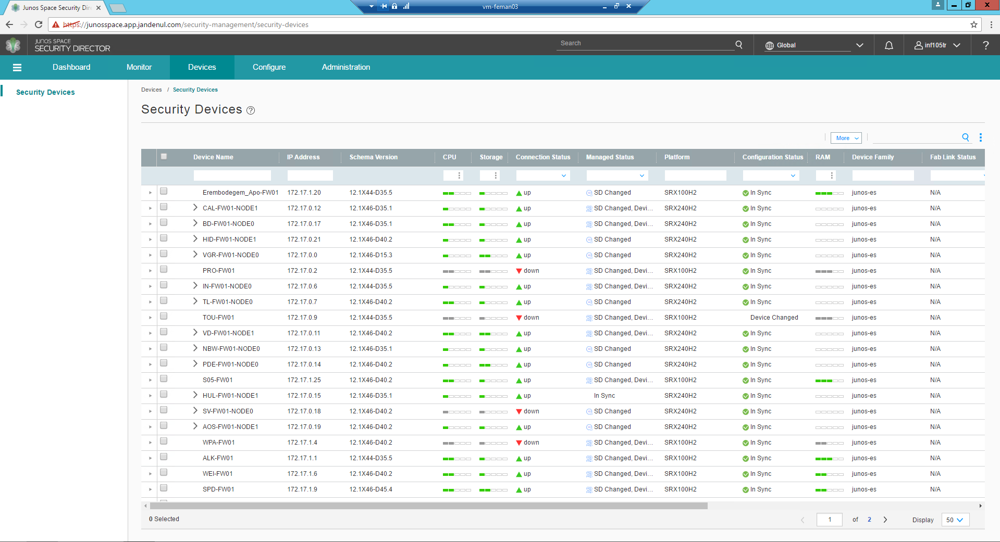 Junos Space Security Dir
vm-feman03
https://junosspace.app.jandenul.com/security-management/security-devices
JUNOS SPACE
SECURITY DIRECTOR
Search
Global
inf105tr
?
Dashboard Monitor Devices Configure Administration
Security Devices
Devices / Security Devices
Security Devices ?
More
Device Name IP Address Schema Version CPU Storage Connection Status Managed Status Platform Configuration Status RAM Device Family Fab Link Status
Erembodegem_Apo-FW01 172.17.1.20 12.1X44-D35.5 up SD Changed SRX100H2 In Sync junos-es N/A
CAL-FW01-NODE1 172.17.0.12 12.1X46-D35.1 up SD Changed, Devi... SRX240H2 In Sync junos-es N/A
BD-FW01-NODE0 172.17.0.17 12.1X46-D35.1 up SD Changed, Devi... SRX240H2 In Sync junos-es N/A
HID-FW01-NODE1 172.17.0.21 12.1X46-D40.2 up SD Changed SRX240H2 In Sync junos-es N/A
VGR-FW01-NODE0 172.17.0.0 12.1X46-D15.3 up SD Changed SRX240H2 In Sync junos-es N/A
PRO-FW01 172.17.0.2 12.1X44-D35.5 down SD Changed, Devi... SRX100H2 In Sync junos-es N/A
IN-FW01-NODE0 172.17.0.6 12.1X44-D35.5 up SD Changed, Devi... SRX240H2 In Sync junos-es N/A
TL-FW01-NODE0 172.17.0.7 12.1X46-D40.2 up SD Changed SRX240H2 In Sync junos-es N/A
TOU-FW01 172.17.0.9 12.1X44-D35.5 down SD Changed, Devi... SRX100H2 Device Changed junos-es N/A
VD-FW01-NODE1 172.17.0.11 12.1X46-D40.2 up SD Changed, Devi... SRX240H2 In Sync junos-es N/A
NBW-FW01-NODE0 172.17.0.13 12.1X46-D35.1 up SD Changed SRX240H2 In Sync junos-es N/A
PDE-FW01-NODE0 172.17.0.14 12.1X46-D40.2 up SD Changed SRX240H2 In Sync junos-es N/A
S05-FW01 172.17.1.25 12.1X46-D40.2 up SD Changed, Devi... SRX100H2 In Sync junos-es N/A
HUL-FW01-NODE1 172.17.0.15 12.1X46-D35.1 up In Sync SRX240H2 In Sync junos-es N/A
SV-FW01-NODE0 172.17.0.18 12.1X46-D40.2 down SD Changed SRX240H2 In Sync junos-es N/A
AOS-FW01-NODE1 172.17.0.19 12.1X46-D40.2 up SD Changed SRX240H2 In Sync junos-es N/A
WPA-FW01 172.17.1.4 12.1X46-D40.2 down SD Changed, Devi... SRX100H2 In Sync junos-es N/A
ALK-FW01 172.17.1.1 12.1X44-D35.5 up SD Changed, Devi... SRX100H2 In Sync junos-es N/A
WEI-FW01 172.17.1.6 12.1X46-D40.2 up SD Changed, Devi... SRX100H2 In Sync junos-es N/A
SPD-FW01 172.17.1.9 12.1X46-D45.4 up SD Changed, Devi... SRX100H2 In Sync junos-es N/A
0 Selected
1 of 2 Display 50